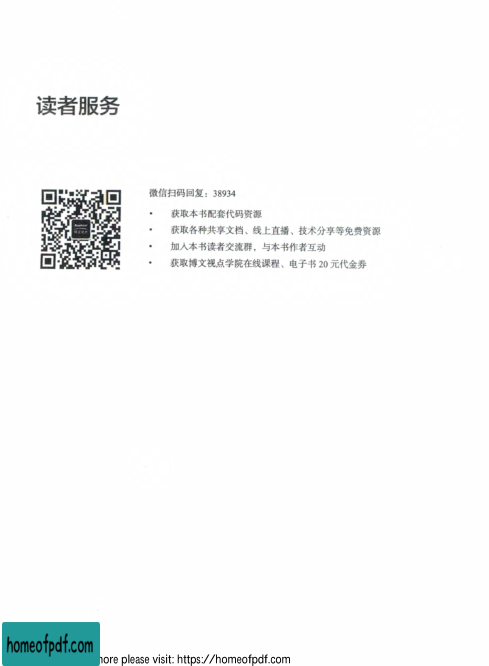 读者服务
微信扫码回复：38934
• 获取本书配套代码资源
• 获取各种共享文档、线上直播、技术分享等免费资源
• 加入本书读者交流群，与本书作者互动
• 获取博文视点学院在线课程、电子书 20 元代金券
homeofpdf.com
more please visit: https://homeofpdf.com